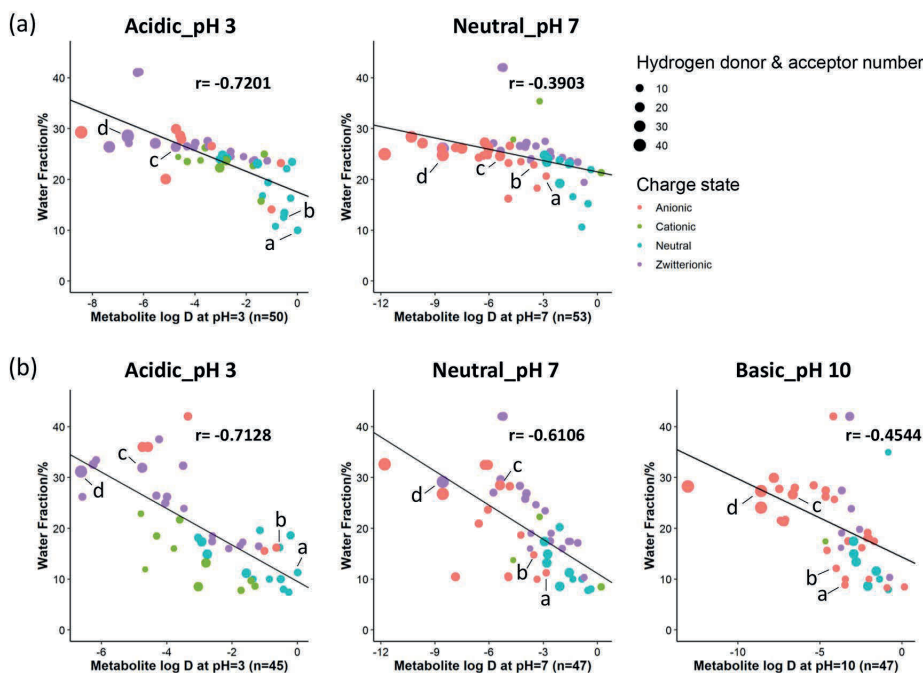 (a)
Acidic_pH 3
Neutral_pH 7
Hydrogen donor & acceptor number
10
20
30
40
Charge state
Anionic
Cationic
Neutral
Zwitterionic
Water Fraction/%
40
30
20
10
0
r= -0.7201
d
c
b
a
-8
-6
-4
-2
0
Metabolite log D at pH=3 (n=50)
Water Fraction/%
40
30
20
10
0
r= -0.3903
d
c
b
a
-12
-9
-6
-3
0
Metabolite log D at pH=7 (n=53)
(b)
Acidic_pH 3
Neutral_pH 7
Basic_pH 10
Water Fraction/%
40
30
20
10
0
r= -0.7128
c
d
b
a
-6
-4
-2
0
Metabolite log D at pH=3 (n=45)
Water Fraction/%
40
30
20
10
0
r= -0.6106
c
d
b
a
-12
-9
-6
-3
0
Metabolite log D at pH=7 (n=47)
Water Fraction/%
40
30
20
10
0
r= -0.4544
d
c
b
a
-10
-5
0
Metabolite log D at pH=10 (n=47)